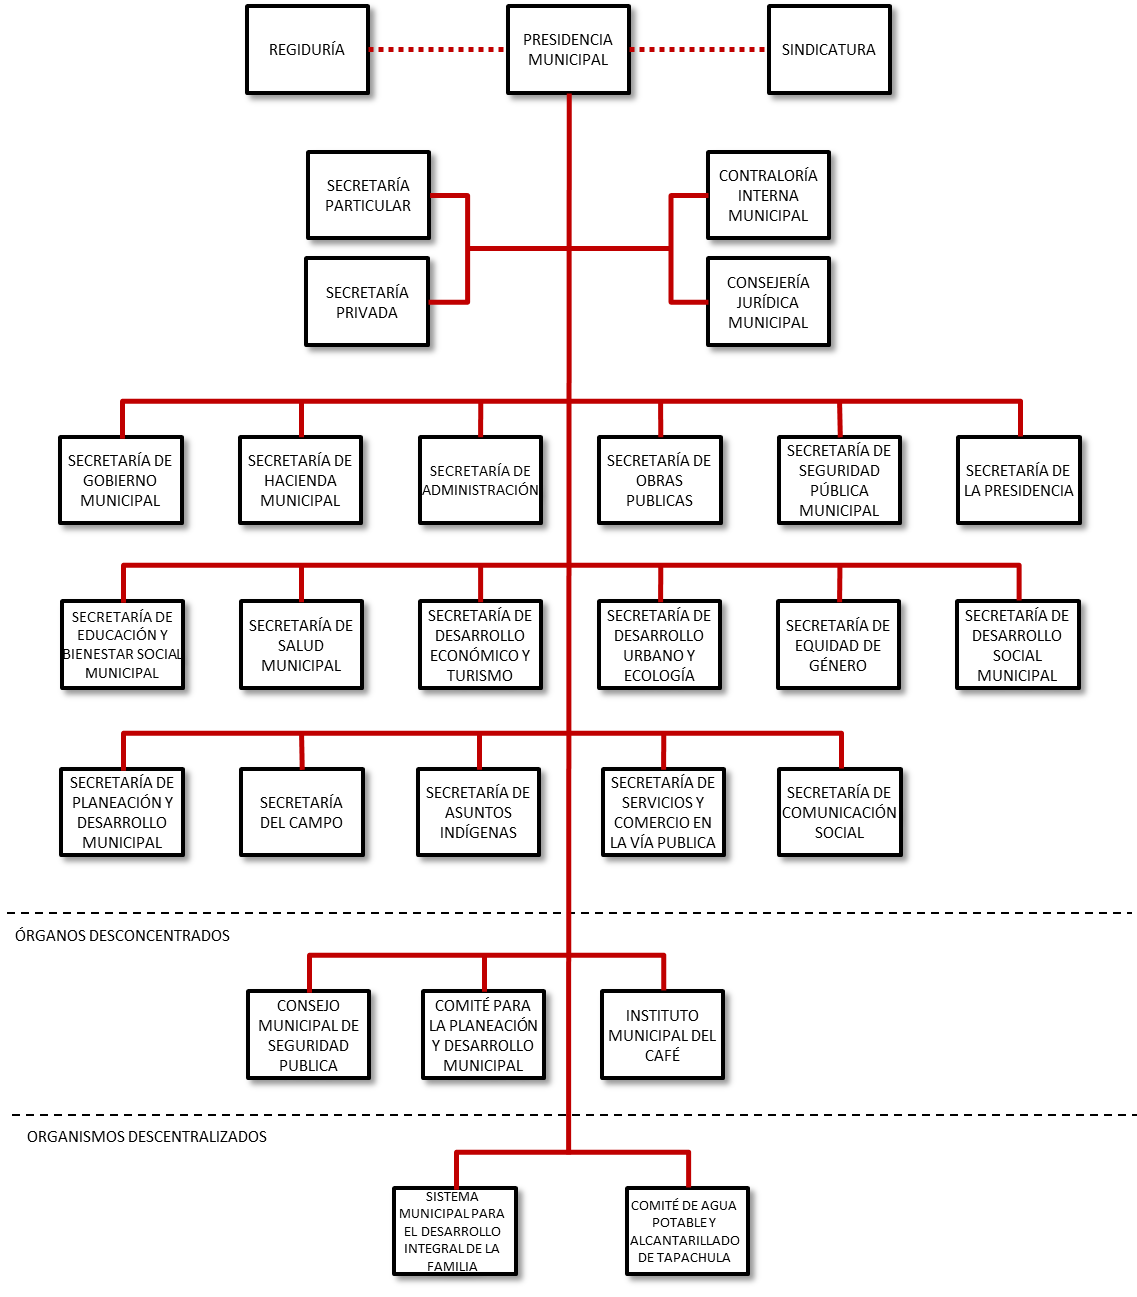 REGIDURÍA
PRESIDENCIA
MUNICIPAL
SINDICATURA
SECRETARÍA
PARTICULAR
CONTRALORÍA
INTERNA
MUNICIPAL
SECRETARÍA
PRIVADA
CONSEJERÍA
JURÍDICA
MUNICIPAL
SECRETARÍA DE
GOBIERNO
MUNICIPAL
SECRETARÍA DE
HACIENDA
MUNICIPAL
SECRETARÍA DE
ADMINISTRACIÓN
SECRETARÍA DE
OBRAS
PUBLICAS
SECRETARÍA DE
SEGURIDAD
PÚBLICA
MUNICIPAL
SECRETARÍA DE
LA PRESIDENCIA
SECRETARÍA DE
EDUCACIÓN Y
BIENESTAR SOCIAL
MUNICIPAL
SECRETARÍA DE
SALUD
MUNICIPAL
SECRETARÍA DE
DESARROLLO
ECONÓMICO Y
TURISMO
SECRETARÍA DE
DESARROLLO
URBANO Y
ECOLOGÍA
SECRETARÍA DE
EQUIDAD DE
GÉNERO
SECRETARÍA DE
DESARROLLO
SOCIAL
MUNICIPAL
SECRETARÍA DE
PLANEACIÓN Y
DESARROLLO
MUNICIPAL
SECRETARÍA
DEL CAMPO
SECRETARÍA DE
ASUNTOS
INDÍGENAS
SECRETARÍA DE
SERVICIOS Y
COMERCIO EN
LA VÍA PUBLICA
SECRETARÍA DE
COMUNICACIÓN
SOCIAL
ÓRGANOS DESCONCENTRADOS
CONSEJO
MUNICIPAL DE
SEGURIDAD
PUBLICA
COMITÉ PARA
LA PLANEACIÓN
Y DESARROLLO
MUNICIPAL
INSTITUTO
MUNICIPAL DEL
CAFÉ
ORGANISMOS DESCENTRALIZADOS
SISTEMA
MUNICIPAL PARA
EL DESARROLLO
INTEGRAL DE LA
FAMILIA
COMITÉ DE AGUA
POTABLE Y
ALCANTARILLADO
DE TAPACHULA